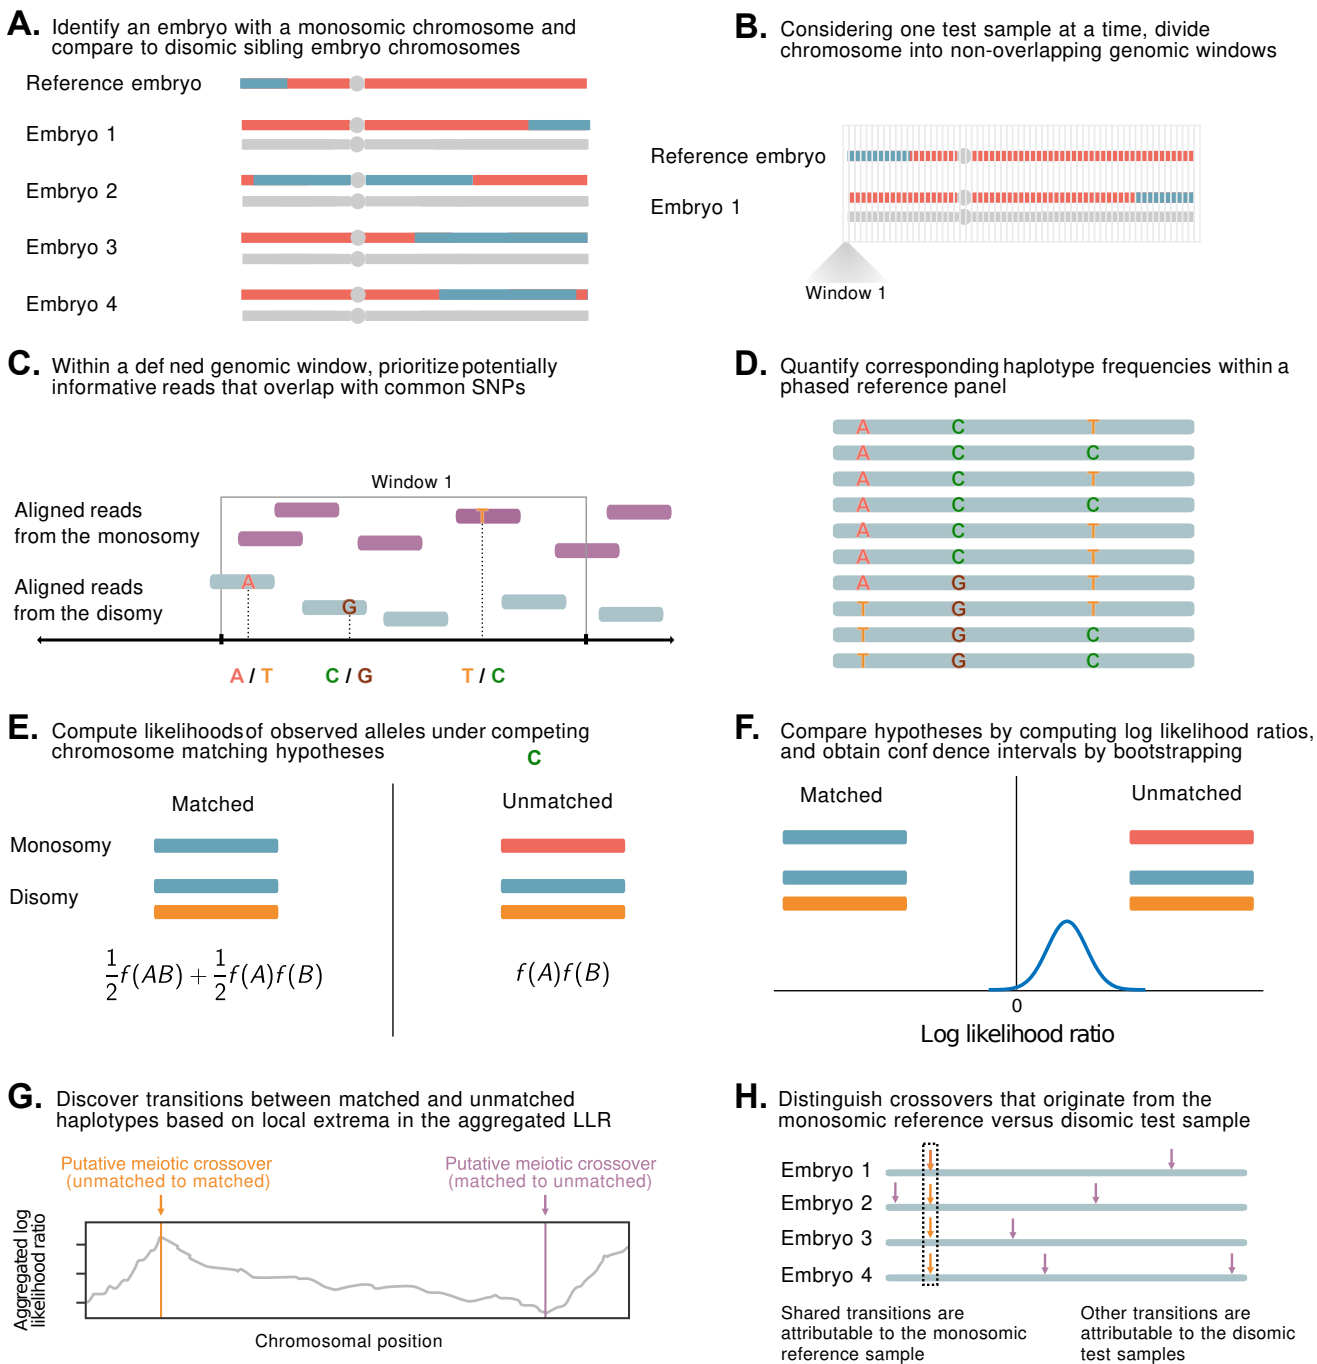 A. Identify an embryo with a monosomic chromosome and
compare to disomic sibling embryo chromosomes
Reference embryo
Embryo 1
Embryo 2
Embryo 3
Embryo 4
B. Considering one test sample at a time, divide
chromosome into non-overlapping genomic windows
Reference embryo
Embryo 1
Window 1
C. Within a def ned genomic window, prioritize potentially
informative reads that overlap with common SNPs
Window 1
Aligned reads
from the monosomy
T
Aligned reads
from the disomy
A
G
A / T C / G T / C
D. Quantify corresponding haplotype frequencies within a
phased reference panel
A C T
A C C
A C T
A C C
A C T
A C T
A G T
T G T
T G C
T G C
E. Compute likelihoods of observed alleles under competing
chromosome matching hypotheses
C
Matched Unmatched
Monosomy
Disomy
1/2 f(AB) + 1/2 f(A)f(B)
f(A)f(B)
F. Compare hypotheses by computing log likelihood ratios,
and obtain conf dence intervals by bootstrapping
Matched Unmatched
0
Log likelihood ratio
G. Discover transitions between matched and unmatched
haplotypes based on local extrema in the aggregated LLR
Putative meiotic crossover
(unmatched to matched)
Putative meiotic crossover
(matched to unmatched)
Aggregated log
likelihood ratio
Chromosomal position
H. Distinguish crossovers that originate from the
monosomic reference versus disomic test sample
Embryo 1
Embryo 2
Embryo 3
Embryo 4
Shared transitions are
attributable to the monosomic
reference sample
Other transitions are
attributable to the disomic
test samples